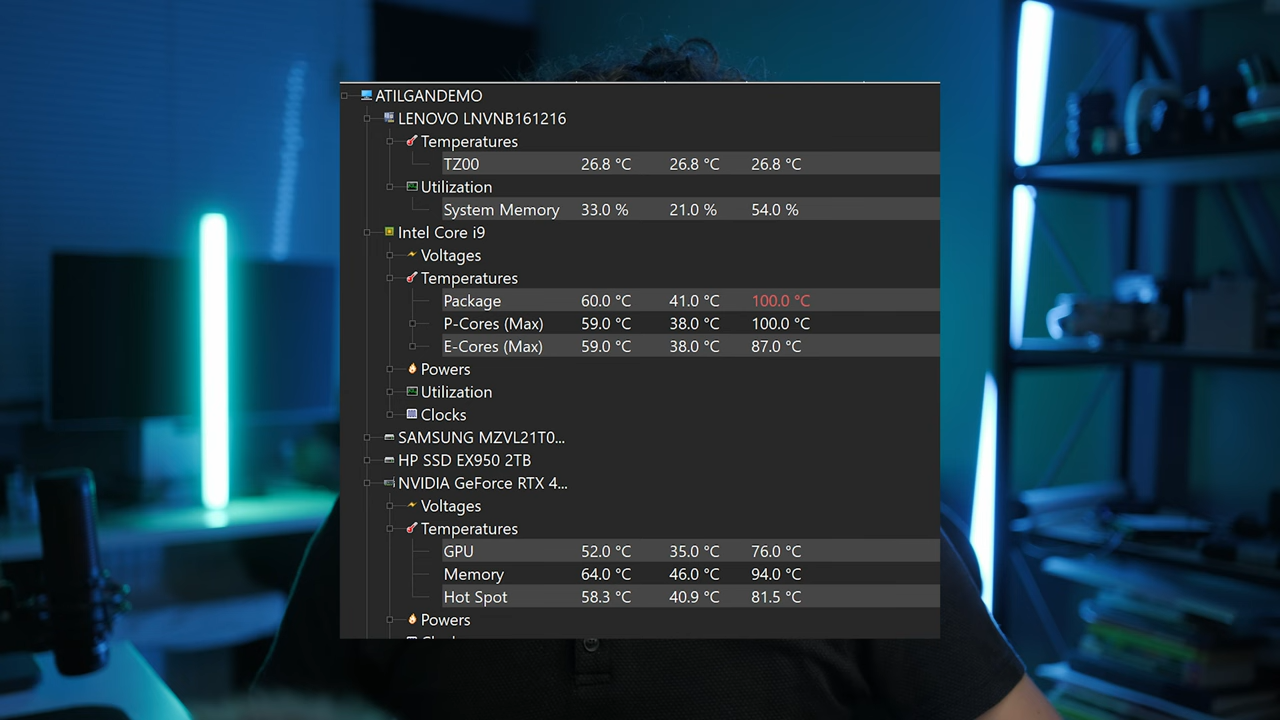 ATILGANDEMO
LENOVO LNVNB161216
Temperatures
TZ00 26.8 °C 26.8 °C 26.8 °C
Utilization
System Memory 33.0 % 21.0 % 54.0 %
Intel Core i9
Voltages
Temperatures
Package 60.0 °C 41.0 °C 100.0 °C
P-Cores (Max) 59.0 °C 38.0 °C 100.0 °C
E-Cores (Max) 59.0 °C 38.0 °C 87.0 °C
Powers
Utilization
Clocks
SAMSUNG MZVL21T0...
HP SSD EX950 2TB
NVIDIA GeForce RTX 4...
Voltages
Temperatures
GPU 52.0 °C 35.0 °C 76.0 °C
Memory 64.0 °C 46.0 °C 94.0 °C
Hot Spot 58.3 °C 40.9 °C 81.5 °C
Powers